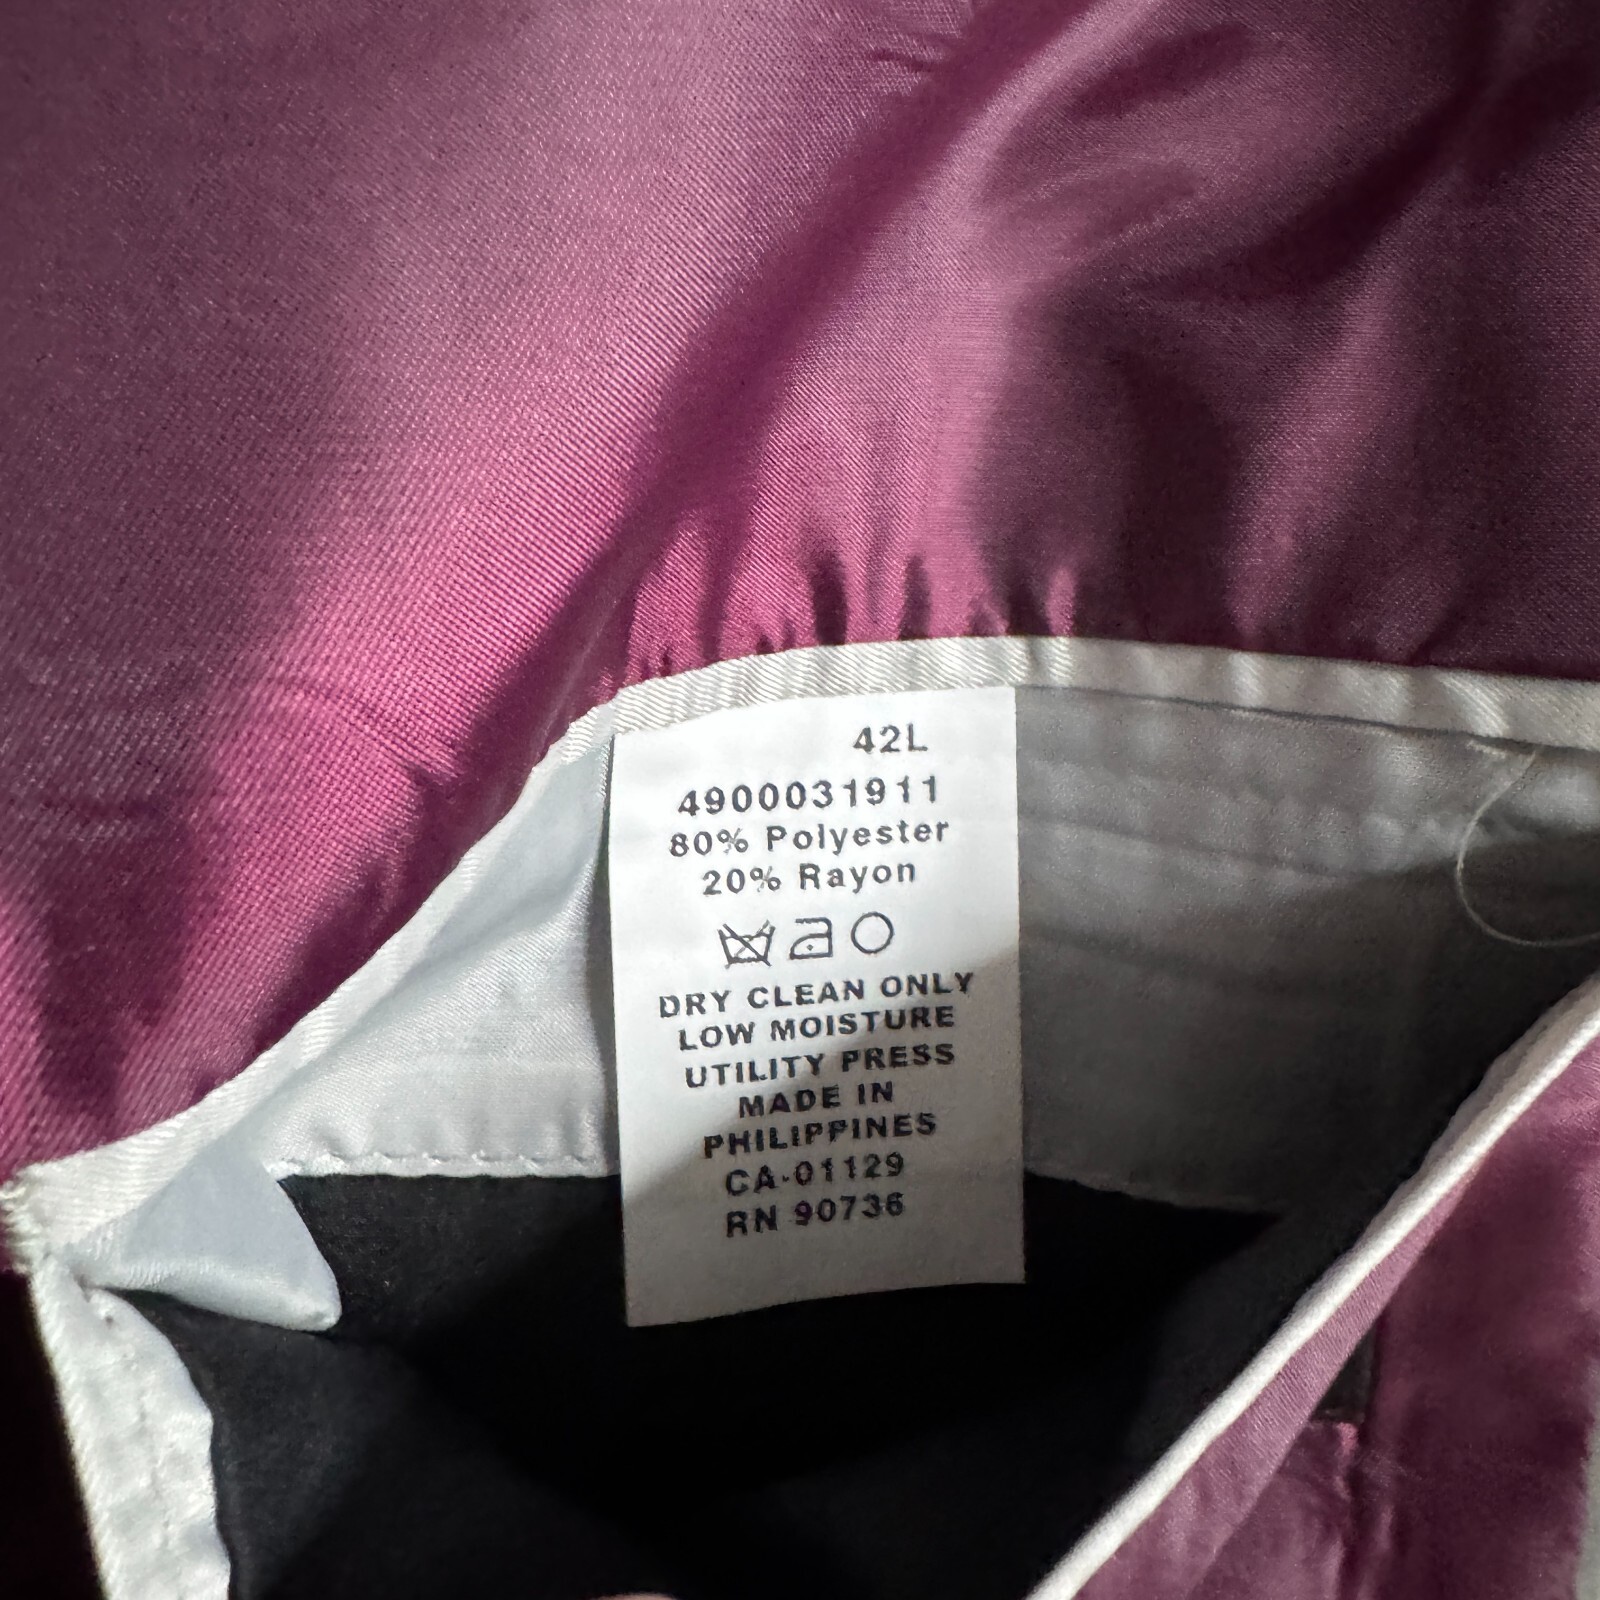 42L
4900031911
80% Polyester
20% Rayon
DRY CLEAN ONLY
LOW MOISTURE
UTILITY PRESS
MADE IN
PHILIPPINES
CA-01129
RN 90736